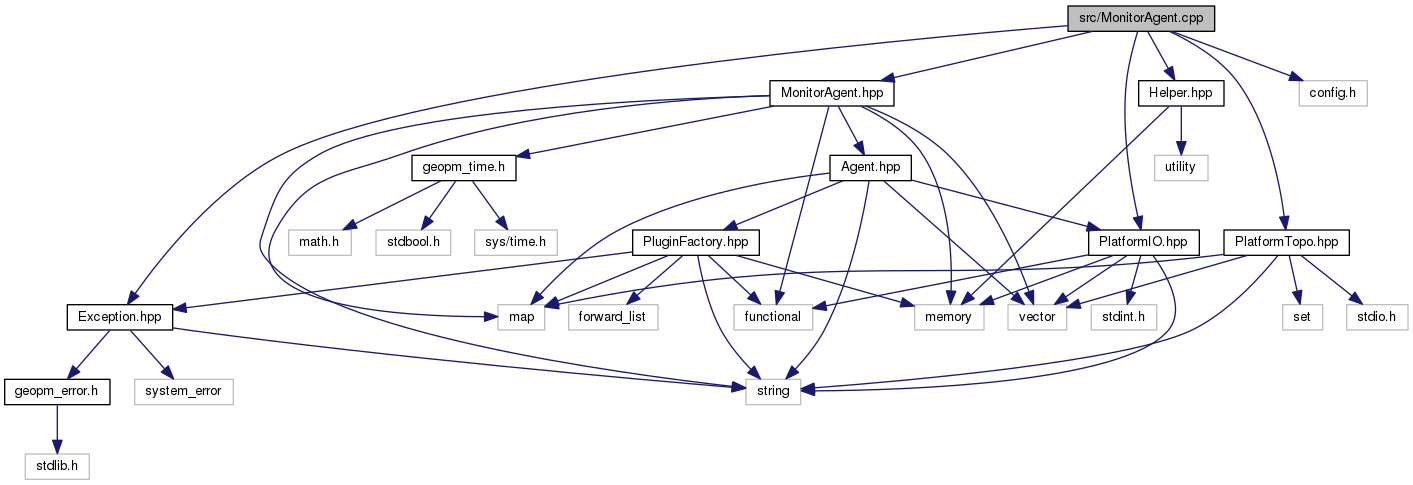 src/MonitorAgent.cpp
MonitorAgent.hpp
Helper.hpp
config.h
geopm_time.h
Agent.hpp
utility
math.h
stdbool.h
sys/time.h
PluginFactory.hpp
PlatformIO.hpp
PlatformTopo.hpp
Exception.hpp
map
forward_list
functional
memory
vector
stdint.h
set
stdio.h
geopm_error.h
system_error
string
stdlib.h